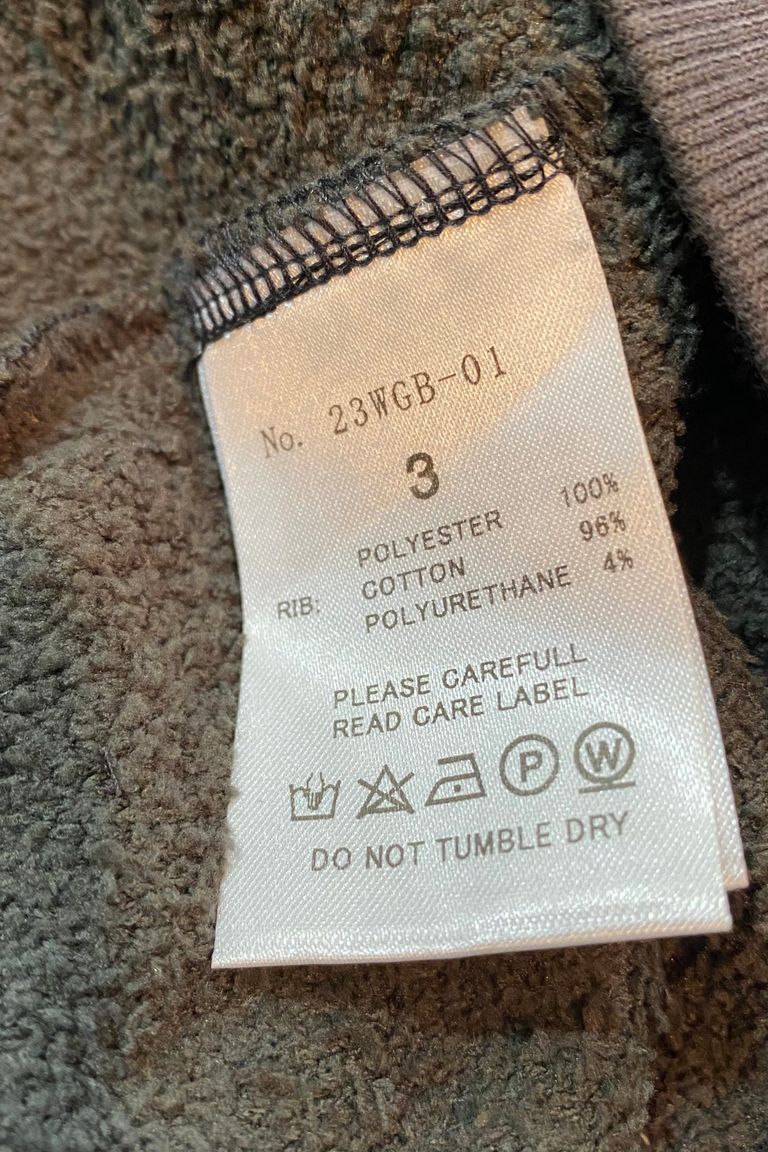 No. 23WGB-01
3
POLYESTER 100%
RIB: COTTON 96%
POLYURETHANE 4%
PLEASE CAREFULL
READ CARE LABEL
P W
DO NOT TUMBLE DRY